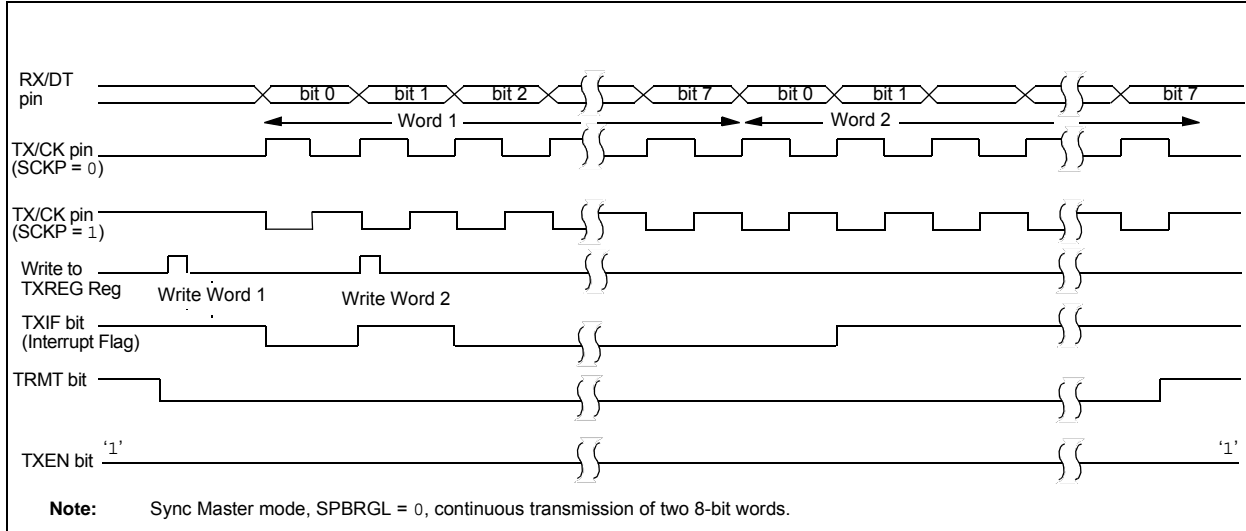 RX/DT
pin
bit 0 bit 1 bit 2 bit 7 bit 0 bit 1 bit 7
Word 1 Word 2
TX/CK pin
(SCKP = 0)
TX/CK pin
(SCKP = 1)
Write to
TXREG Reg
Write Word 1 Write Word 2
TXIF bit
(Interrupt Flag)
TRMT bit
TXEN bit ‘1’ ‘1’
Note: Sync Master mode, SPBRGL = 0, continuous transmission of two 8-bit words.